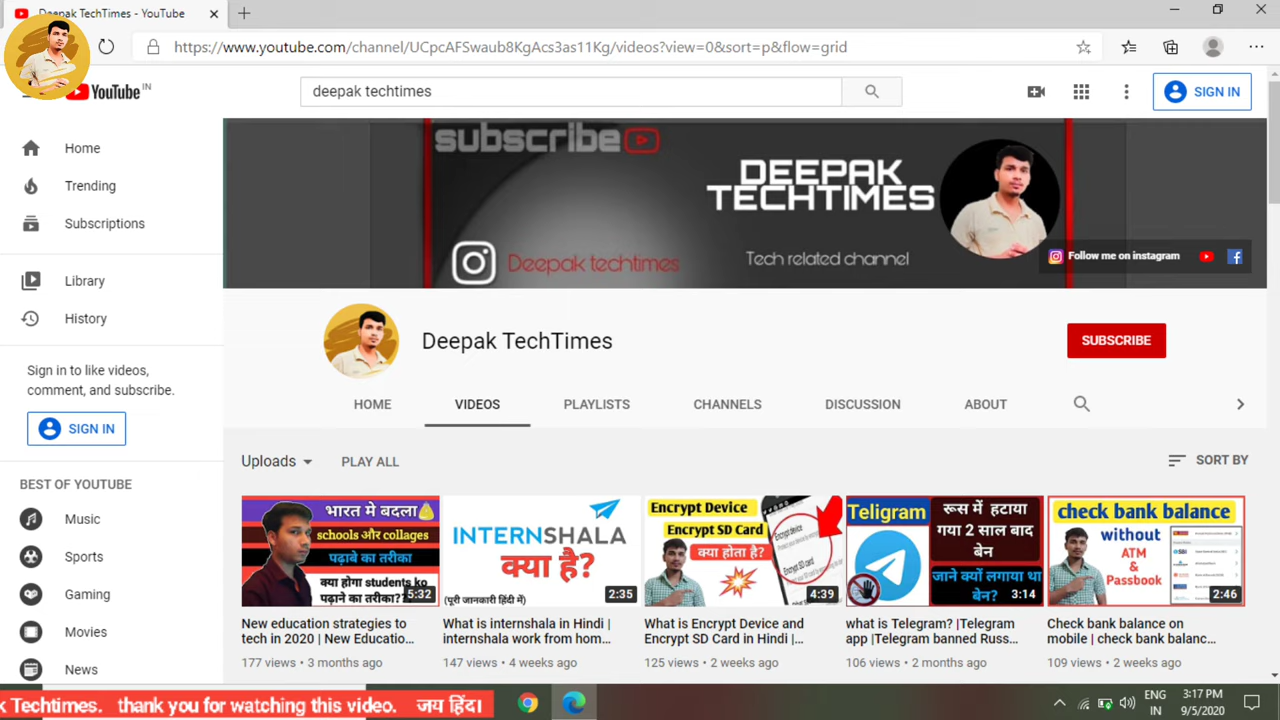 Deepak TechTimes - YouTube
https://www.youtube.com/channel/UCpcAFSwaub8KgAcs3as11Kg/videos?view=0&sort=p&flow=grid
YouTube IN
deepak techtimes
SIGN IN
Home
Trending
Subscriptions
Library
History
Sign in to like videos,
comment, and subscribe.
SIGN IN
BEST OF YOUTUBE
Music
Sports
Gaming
Movies
News
subscribe
DEEPAK
TECHTIMES
Deepak techtimes
Tech related channel
Follow me on instagram
Deepak TechTimes
SUBSCRIBE
HOME VIDEOS PLAYLISTS CHANNELS DISCUSSION ABOUT
Uploads PLAY ALL SORT BY
भारत मे बदला
schools और collages
पढ़ाबे का तरीका
क्या होगा students ko
पढ़ाने का तरीका?
5:32
New education strategies to
tech in 2020 | New Educatio...
177 views • 3 months ago
INTERNSHALA
क्या है?
(पूरी जानकारी हिंदी में)
2:35
What is internshala in Hindi |
internshala work from hom...
147 views • 4 weeks ago
Encrypt Device
Encrypt SD Card
क्या होता है?
Encrypt device
Encrypt SD card
4:39
What is Encrypt Device and
Encrypt SD Card in Hindi |...
125 views • 2 weeks ago
Teligram
रूस में हटाया
गया 2 साल बाद
बेन
जाने क्यों लगाया था
बेन?
3:14
what is Telegram? |Telegram
app |Telegram banned Russ...
106 views • 2 months ago
check bank balance
without
ATM
&
Passbook
2:46
Check bank balance on
mobile | check bank balanc...
109 views • 2 weeks ago
k Techtimes. thank you for watching this video. जय हिंद।
ENG
IN
3:17 PM
9/5/2020